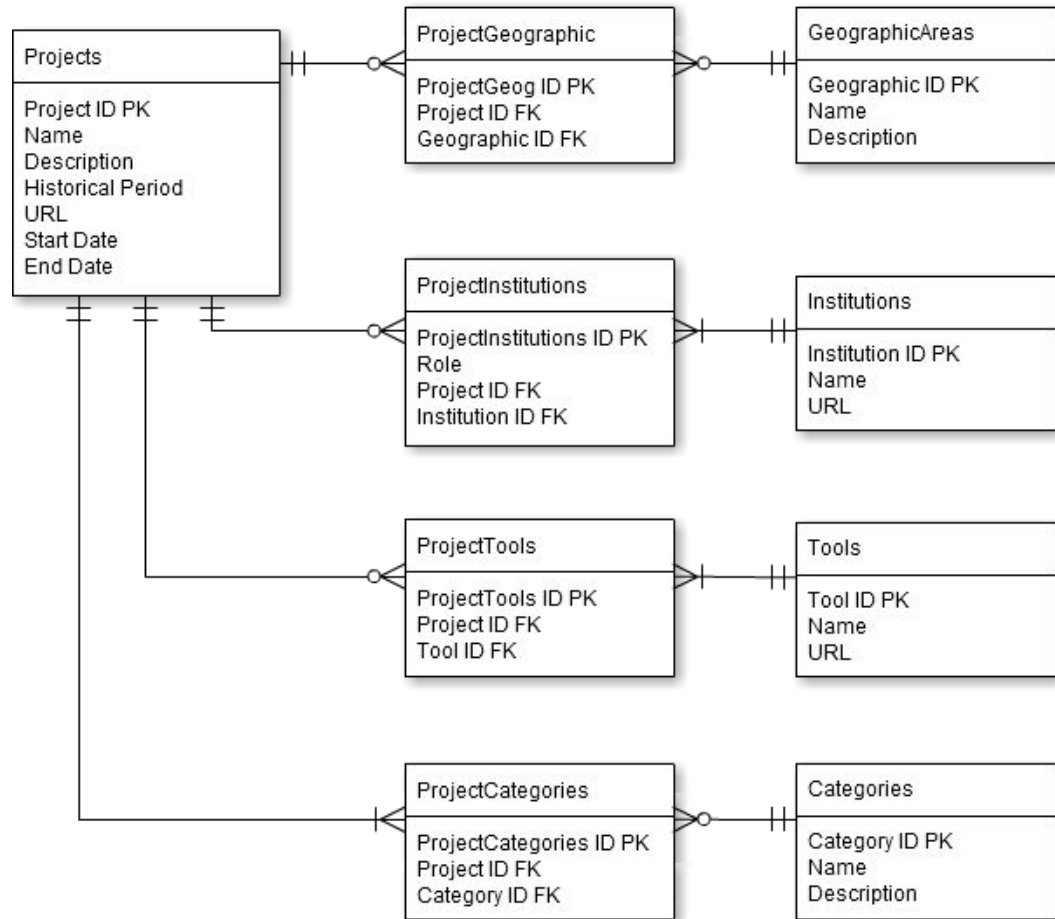 Projects
Project ID PK
Name
Description
Historical Period
URL
Start Date
End Date
ProjectGeographic
ProjectGeog ID PK
Project ID FK
Geographic ID FK
GeographicAreas
Geographic ID PK
Name
Description
ProjectInstitutions
ProjectInstitutions ID PK
Role
Project ID FK
Institution ID FK
Institutions
Institution ID PK
Name
URL
ProjectTools
ProjectTools ID PK
Project ID FK
Tool ID FK
Tools
Tool ID PK
Name
URL
ProjectCategories
ProjectCategories ID PK
Project ID FK
Category ID FK
Categories
Category ID PK
Name
Description